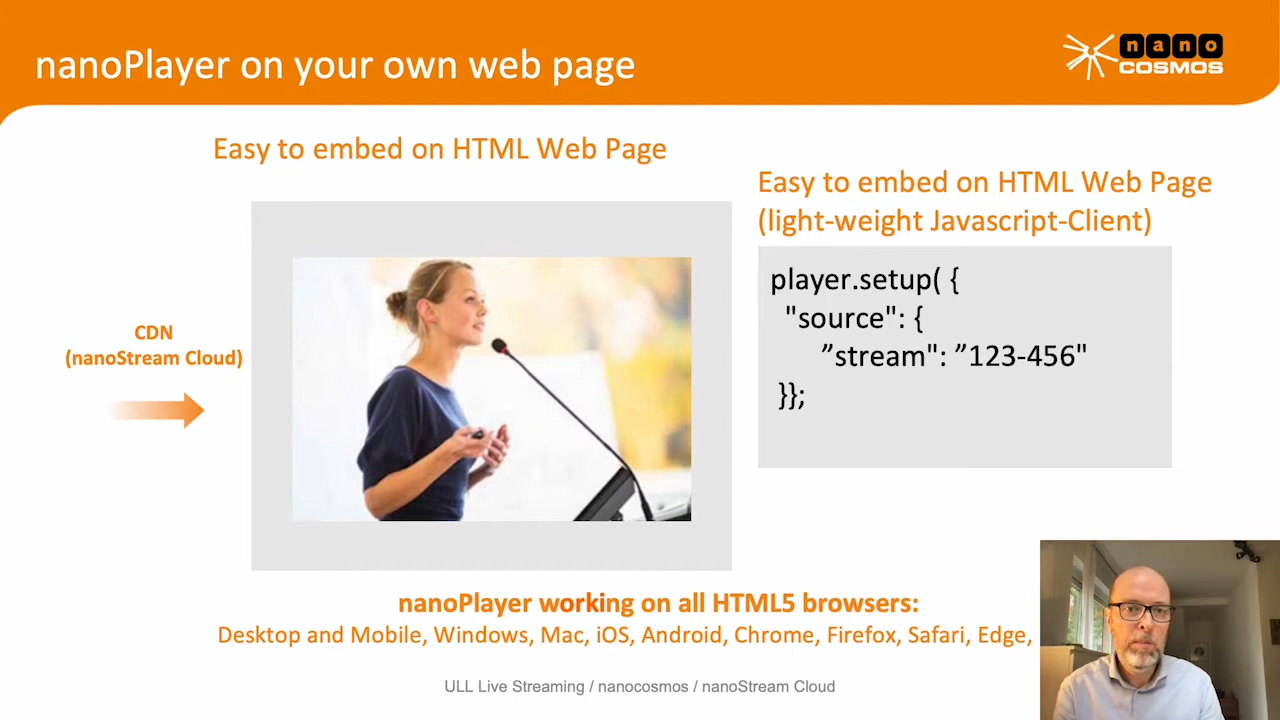 nanoPlayer on your own web page
nano
COSMOS
Easy to embed on HTML Web Page
Easy to embed on HTML Web Page
(light-weight Javascript-Client)
CDN
(nanoStream Cloud)
player.setup( {
"source": {
”stream": ”123-456"
}};
nanoPlayer working on all HTML5 browsers:
Desktop and Mobile, Windows, Mac, iOS, Android, Chrome, Firefox, Safari, Edge,
ULL Live Streaming / nanocosmos / nanoStream Cloud